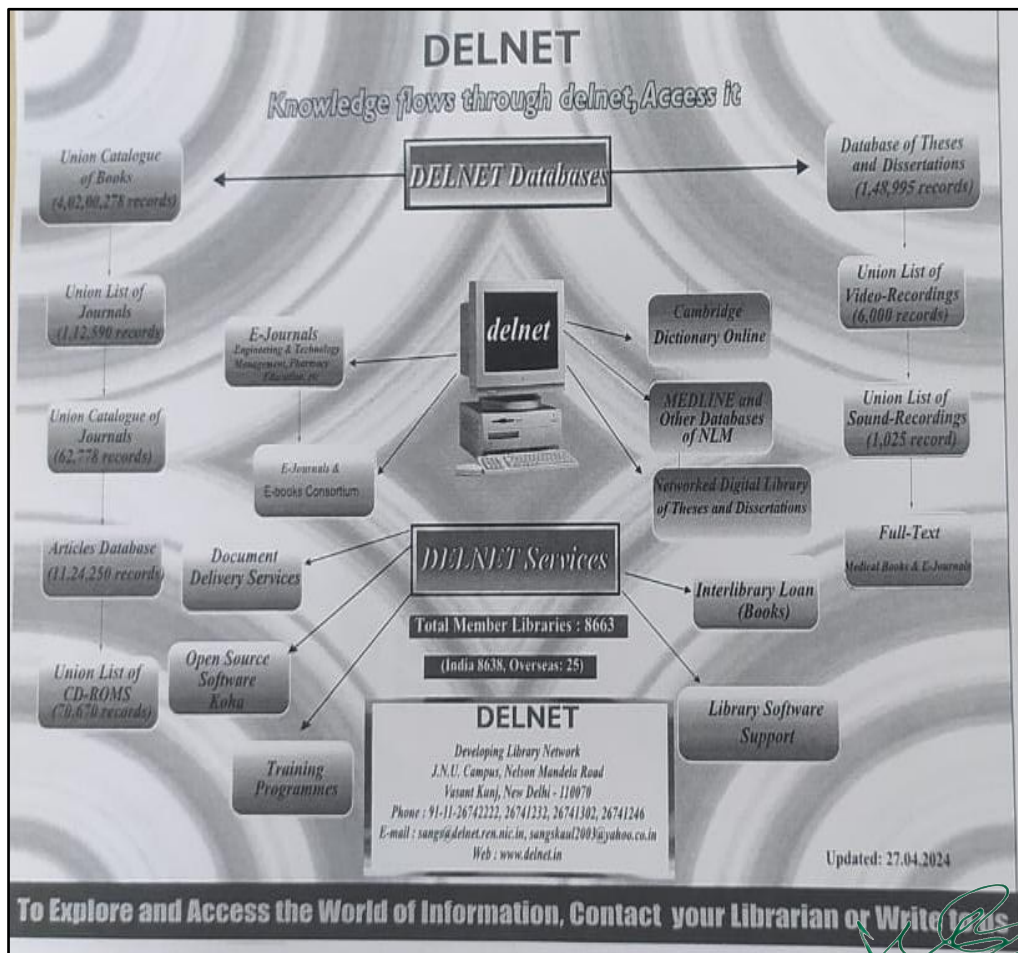 DELNET
Knowledge flows through delnet, Access it
DELNET Databases
Union Catalogue
of Books
(4,02,00,278 records)
Union List of
Journals
(1,12,590 records
Union Catalogue of
Journals
(62,778 records)
Articles Database
(11,24,250 records)
Union List of
CD-ROMS
(70,670 records)
Database of Theses
and Dissertations
(1,48,995 records)
Union List of
Video-Recordings
(6,000 records)
Union List of
Sound-Recordings
(1,025 record)
Full-Text
Medical Books & E-Journals
delnet
E-Journals
Engineering & Technology
Management, Pharmacy
Education, etc
E-Journals &
E-books Consortium
Cambridge
Dictionary Online
MEDLINE and
Other Databases
of NLM
Networked Digital Library
of Theses and Dissertations
DELNET Services
Document
Delivery Services
Open Source
Software
Koha
Training
Programmes
Interlibrary Loan
(Books)
Library Software
Support
Total Member Libraries : 8663
(India 8638, Overseas: 25)
DELNET
Developing Library Network
J.N.U. Campus, Nelson Mandela Road
Vasant Kunj, New Delhi - 110070
Phone : 91-11-26742222, 26741232, 26741302, 26741246
E-mail : sangs@delnet.ren.nic.in, sangskaul2003@yahoo.co.in
Web : www.delnet.in
Updated: 27.04.2024
To Explore and Access the World of Information, Contact your Librarian or Write to us